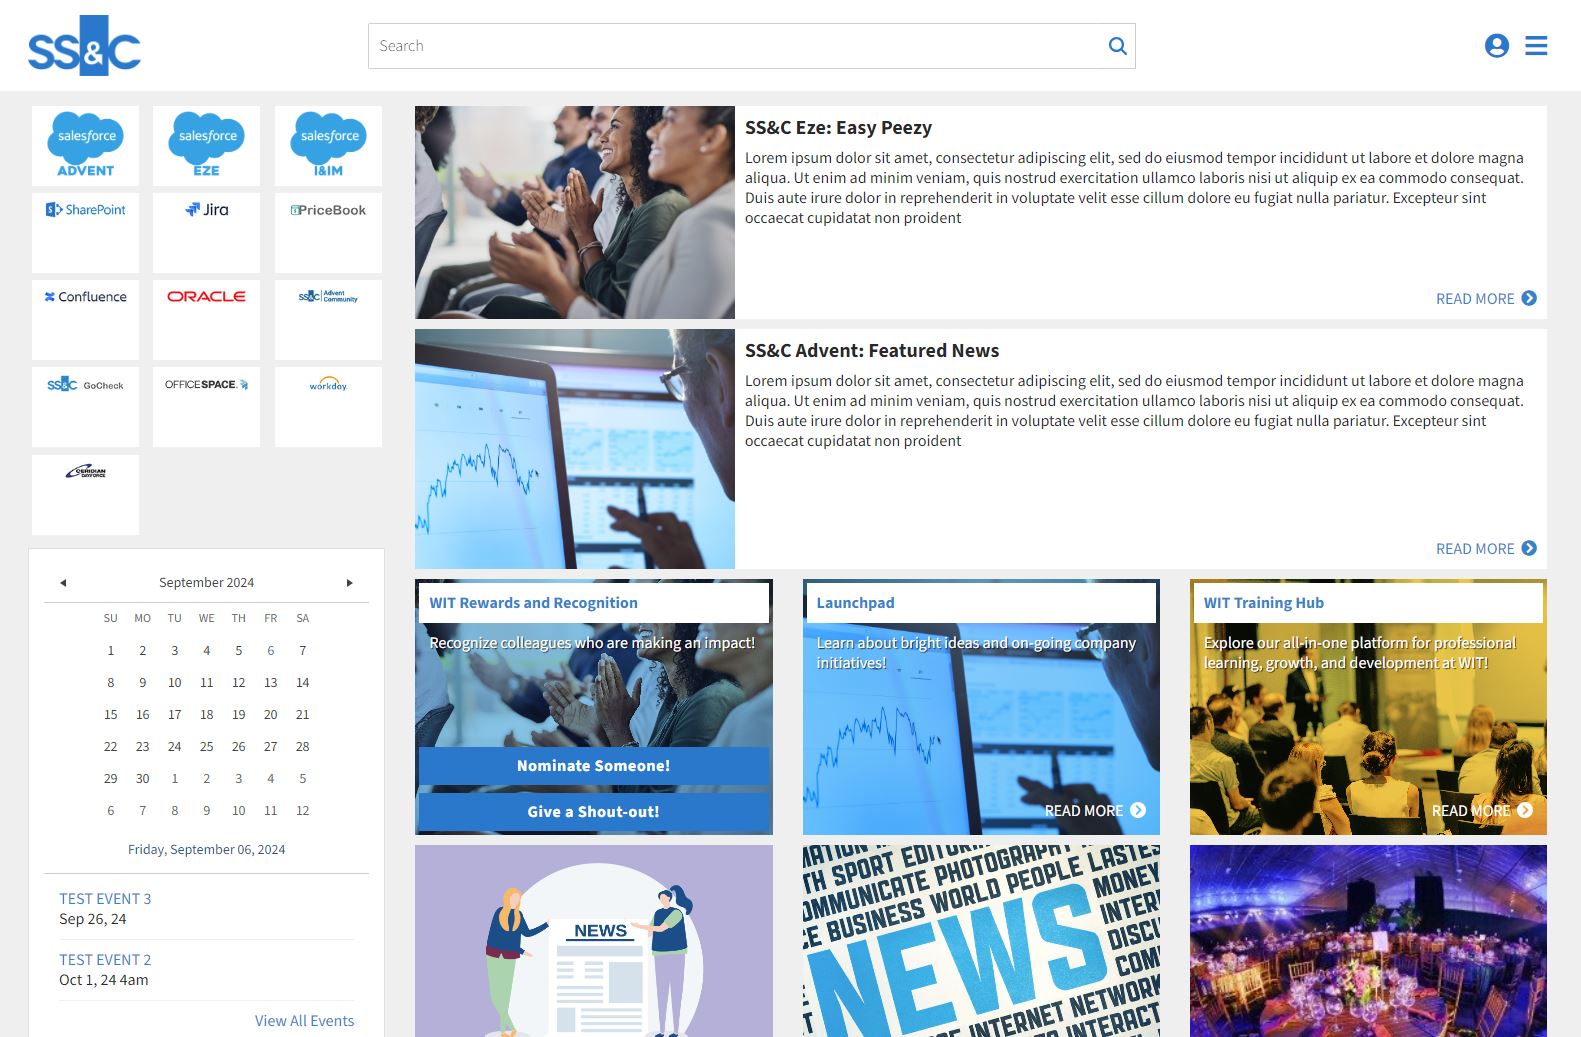 SS&C
Search
salesforce
ADVENT
salesforce
EZE
salesforce
I&IM
SharePoint
Jira
PriceBook
Confluence
ORACLE
SS&C Advent
Community
SS&C GoCheck
OFFICESPACE.
workday.
CERIDIAN
DAYFORCE
September 2024
SU MO TU WE TH FR SA
1 2 3 4 5 6 7
8 9 10 11 12 13 14
15 16 17 18 19 20 21
22 23 24 25 26 27 28
29 30 1 2 3 4 5
6 7 8 9 10 11 12
Friday, September 06, 2024
TEST EVENT 3
Sep 26, 24
TEST EVENT 2
Oct 1, 24 4am
View All Events
SS&C Eze: Easy Peezy
Lorem ipsum dolor sit amet, consectetur adipiscing elit, sed do eiusmod tempor incididunt ut labore et dolore magna
aliqua. Ut enim ad minim veniam, quis nostrud exercitation ullamco laboris nisi ut aliquip ex ea commodo consequat.
Duis aute irure dolor in reprehenderit in voluptate velit esse cillum dolore eu fugiat nulla pariatur. Excepteur sint
occaecat cupidatat non proident
READ MORE
SS&C Advent: Featured News
Lorem ipsum dolor sit amet, consectetur adipiscing elit, sed do eiusmod tempor incididunt ut labore et dolore magna
aliqua. Ut enim ad minim veniam, quis nostrud exercitation ullamco laboris nisi ut aliquip ex ea commodo consequat.
Duis aute irure dolor in reprehenderit in voluptate velit esse cillum dolore eu fugiat nulla pariatur. Excepteur sint
occaecat cupidatat non proident
READ MORE
WIT Rewards and Recognition
Recognize colleagues who are making an impact!
Nominate Someone!
Give a Shout-out!
Launchpad
Learn about bright ideas and on-going company
initiatives!
READ MORE
WIT Training Hub
Explore our all-in-one platform for professional
learning, growth, and development at WIT!
READ MORE
NEWS
SPORT
COMMUNICATE PHOTOGRAPHY LASTES
BUSINESS WORLD PEOPLE MONEY
NEWS
INTERNET NETWORK